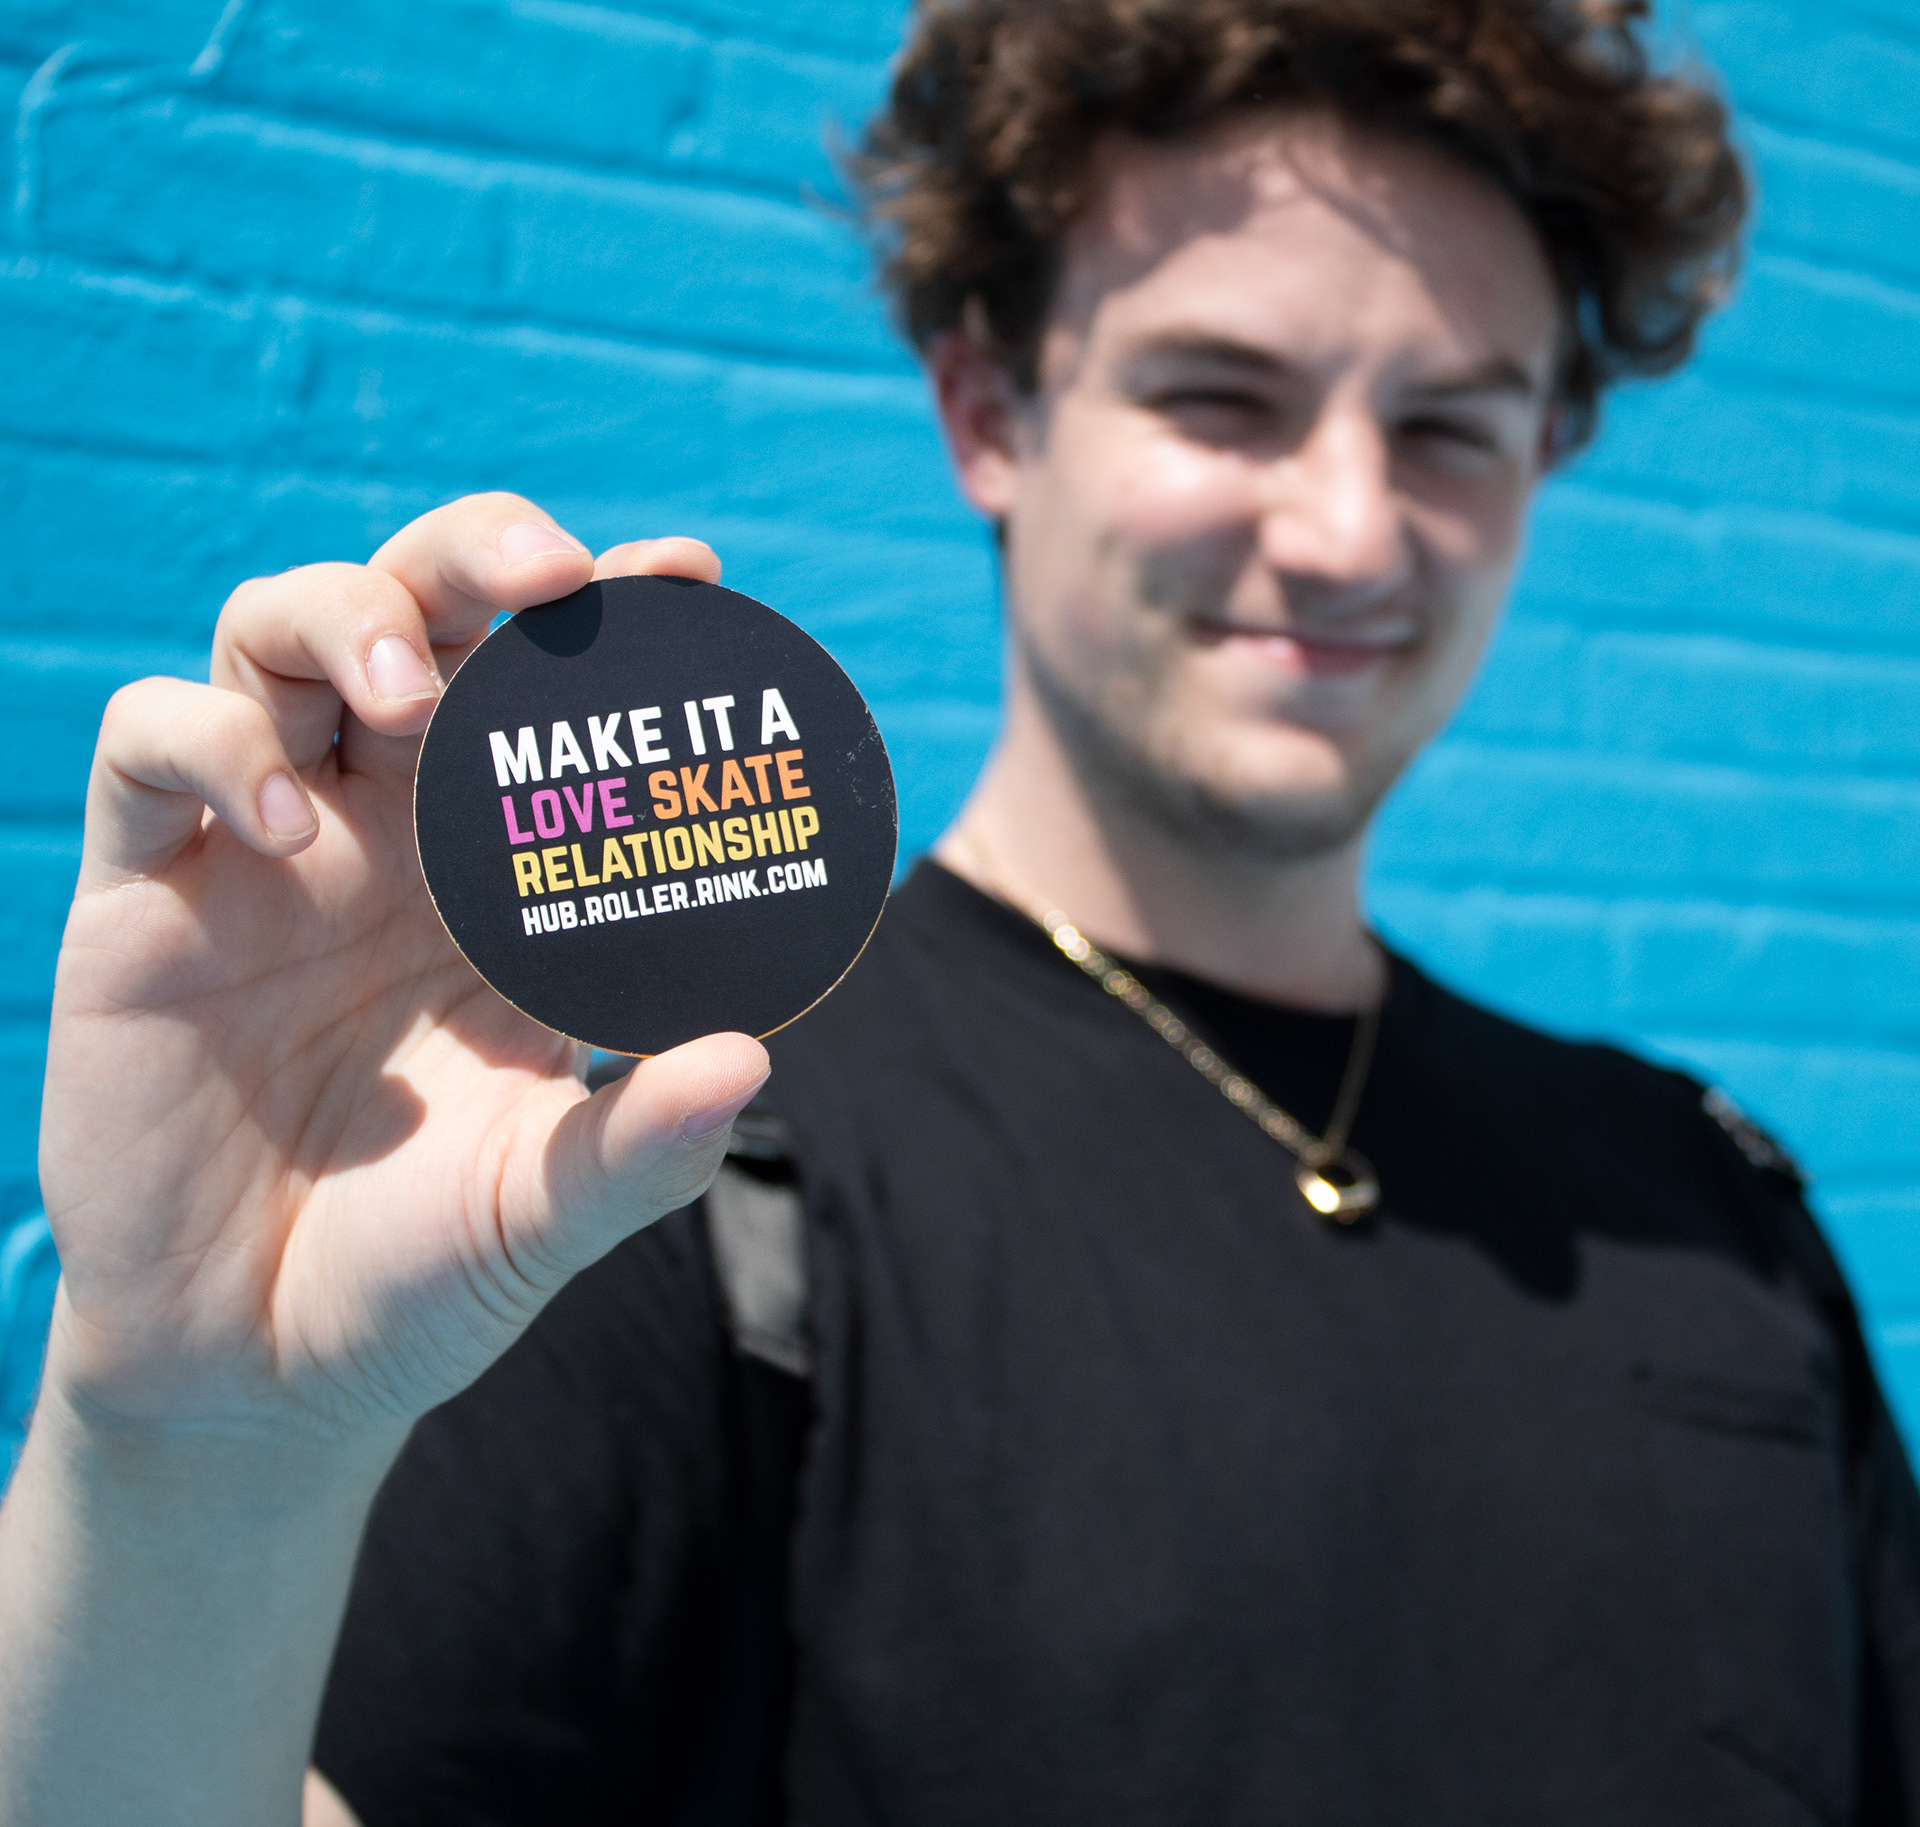 MAKE IT A
LOVE SKATE
RELATIONSHIP
HUB.ROLLER.RINK.COM